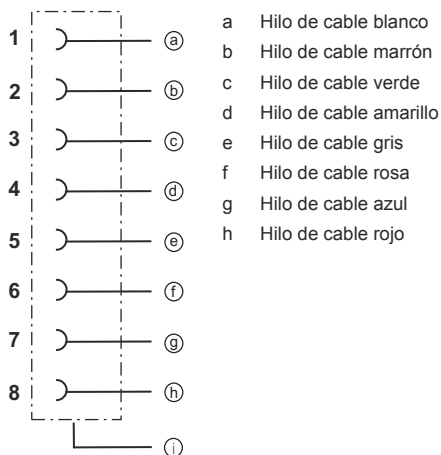 1 ⓐ
2 ⓑ
3 ⓒ
4 ⓓ
5 ⓔ
6 ⓕ
7 ⓖ
8 ⓗ
ⓘ
a Hilo de cable blanco
b Hilo de cable marrón
c Hilo de cable verde
d Hilo de cable amarillo
e Hilo de cable gris
f Hilo de cable rosa
g Hilo de cable azul
h Hilo de cable rojo